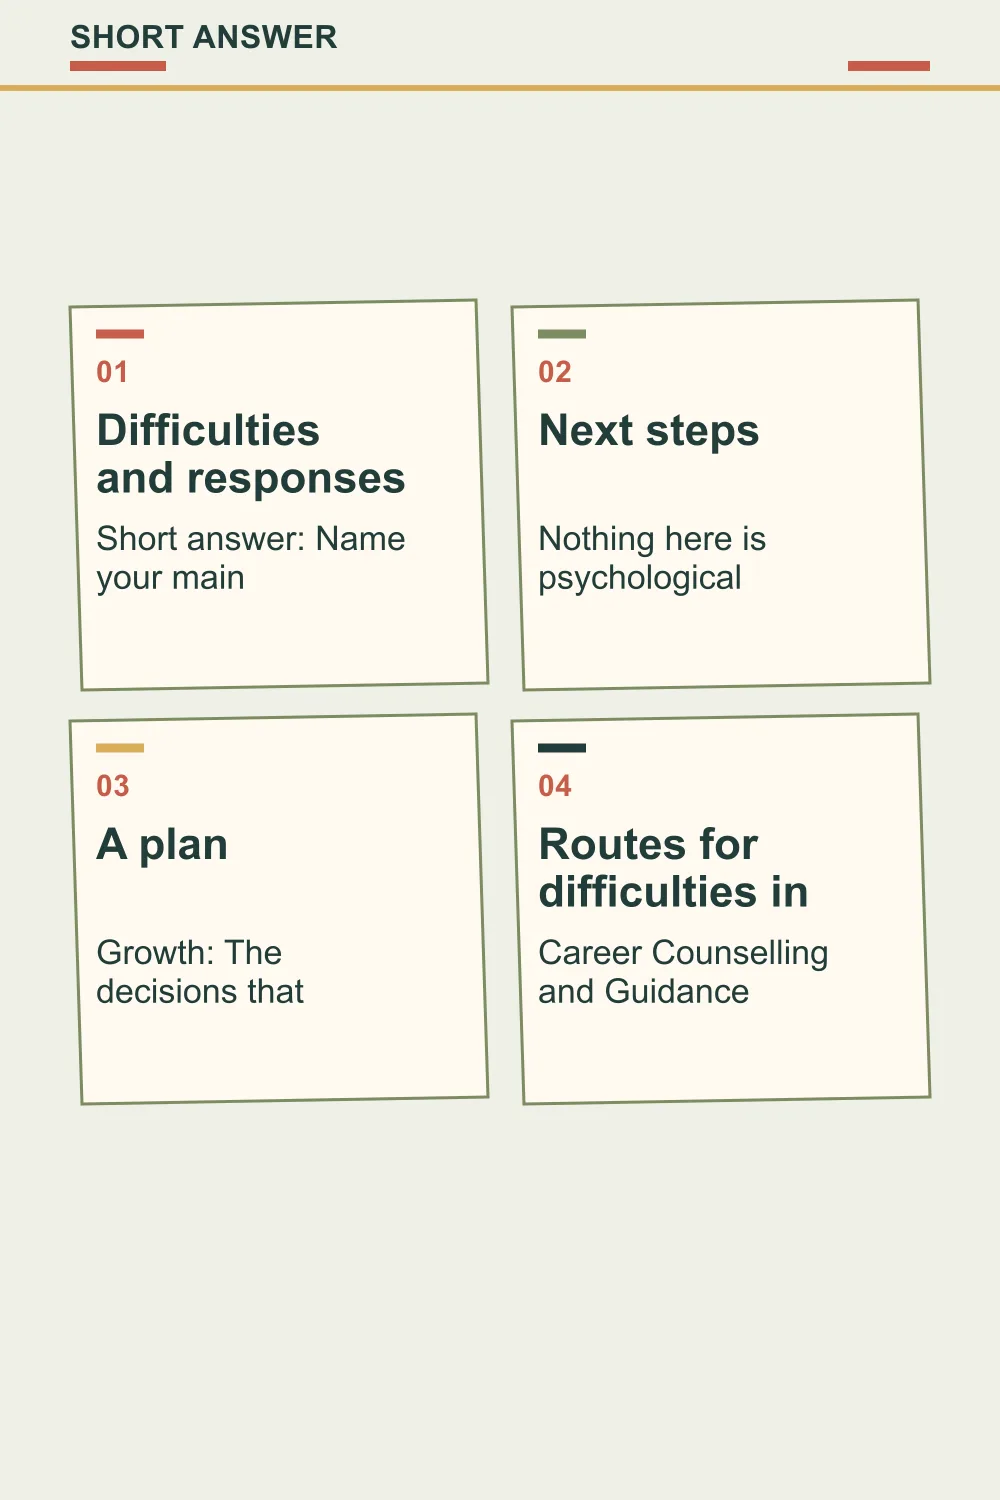 SHORT ANSWER
01
Difficulties
and responses
Short answer: Name
your main
02
Next steps
Nothing here is
psychological
03
A plan
Growth: The
decisions that
04
Routes for
difficulties in
Career Counselling
and Guidance